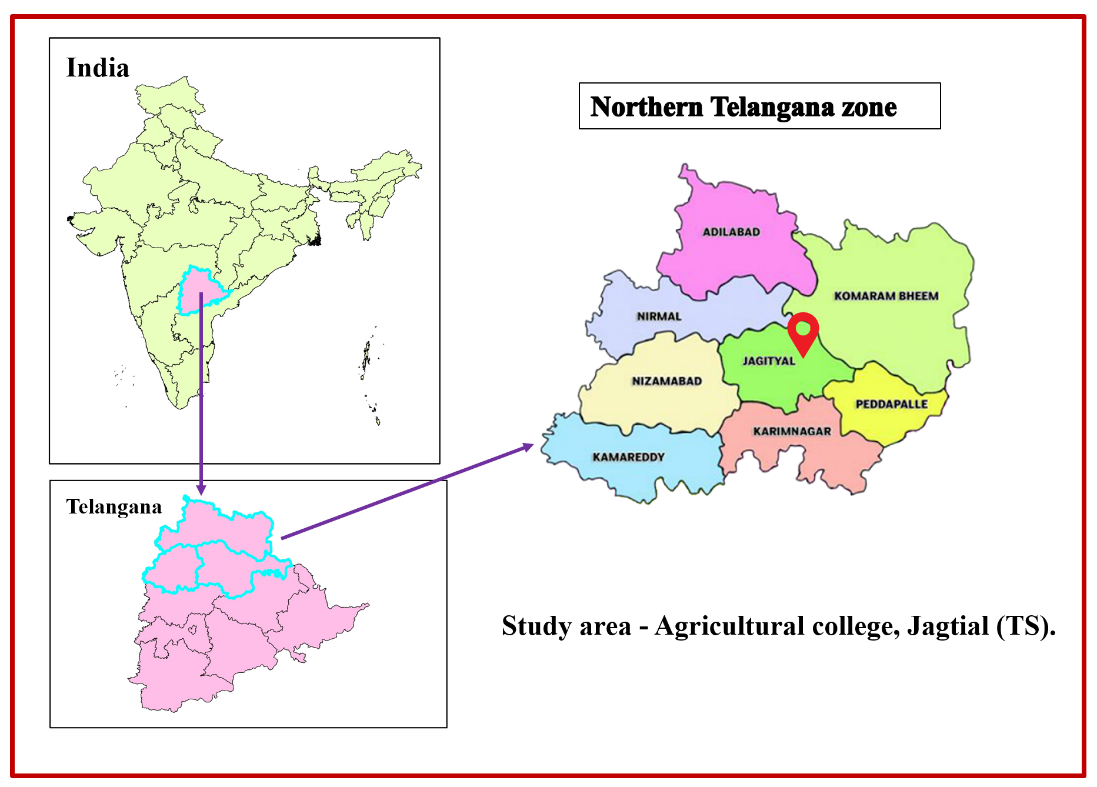 India
Northern Telangana zone
ADILABAD
KOMARAM BHEEM
NIRMAL
JAGITYAL
NIZAMABAD
PEDDAPALLE
KARIMNAGAR
KAMAREDDY
Telangana
Study area - Agricultural college, Jagtial (TS).